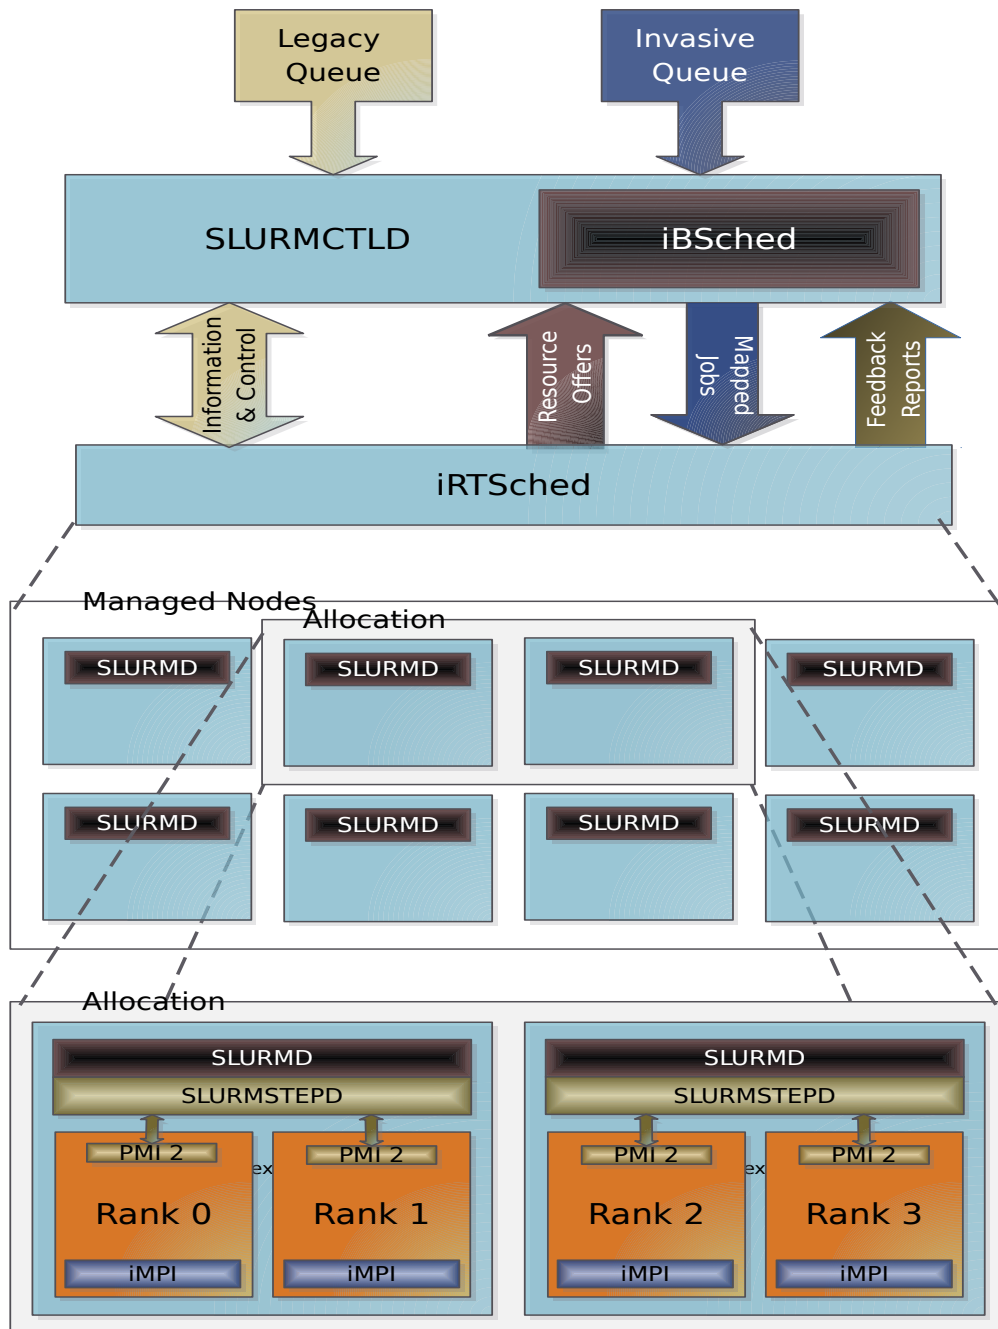 Legacy
Queue
Invasive
Queue
SLURMCTLD
iBSched
Information
& Control
Resource
Offers
Mapped
Jobs
Feedback
Reports
iRTSched
Managed Nodes
Allocation
SLURMD
SLURMD
SLURMD
SLURMD
SLURMD
SLURMD
SLURMD
SLURMD
Allocation
SLURMD
SLURMD
SLURMSTEPD
SLURMSTEPD
PMI 2
PMI 2
PMI 2
PMI 2
ex
ex
Rank 0
Rank 1
Rank 2
Rank 3
iMPI
iMPI
iMPI
iMPI